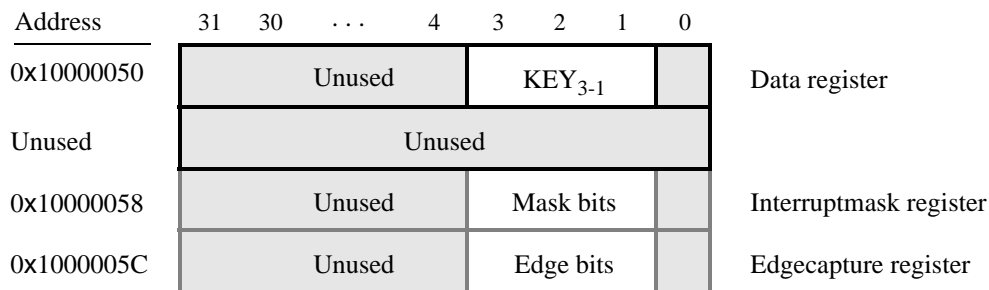 Address 31 30 . . . 4 3 2 1 0
0x10000050 Unused KEY3-1 Data register
Unused Unused
0x10000058 Unused Mask bits Interruptmask register
0x1000005C Unused Edge bits Edgecapture register